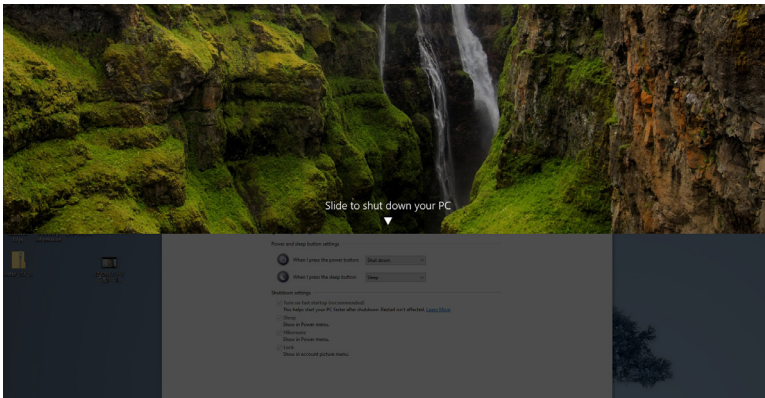 Slide to shut down your PC
Power and sleep button settings
When I press the power button: Shut down
When I press the sleep button: Sleep
Shutdown settings
Turn on fast startup (recommended)
This helps start your PC faster after shutdown. Restart isn't affected. Learn More
Sleep
Show in Power menu.
Hibernate
Show in Power menu.
Lock
Show in account picture menu.